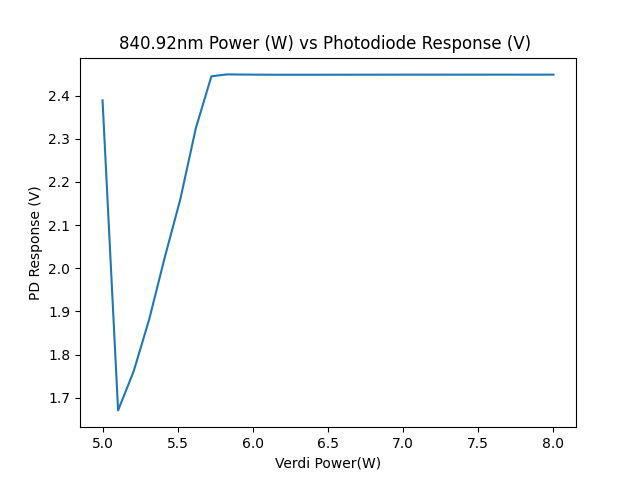 840.92nm Power (W) vs Photodiode Response (V)
2.4
2.3
2.2
2.1
2.0
1.9
1.8
1.7
PD Response (V)
5.0 5.5 6.0 6.5 7.0 7.5 8.0
Verdi Power(W)